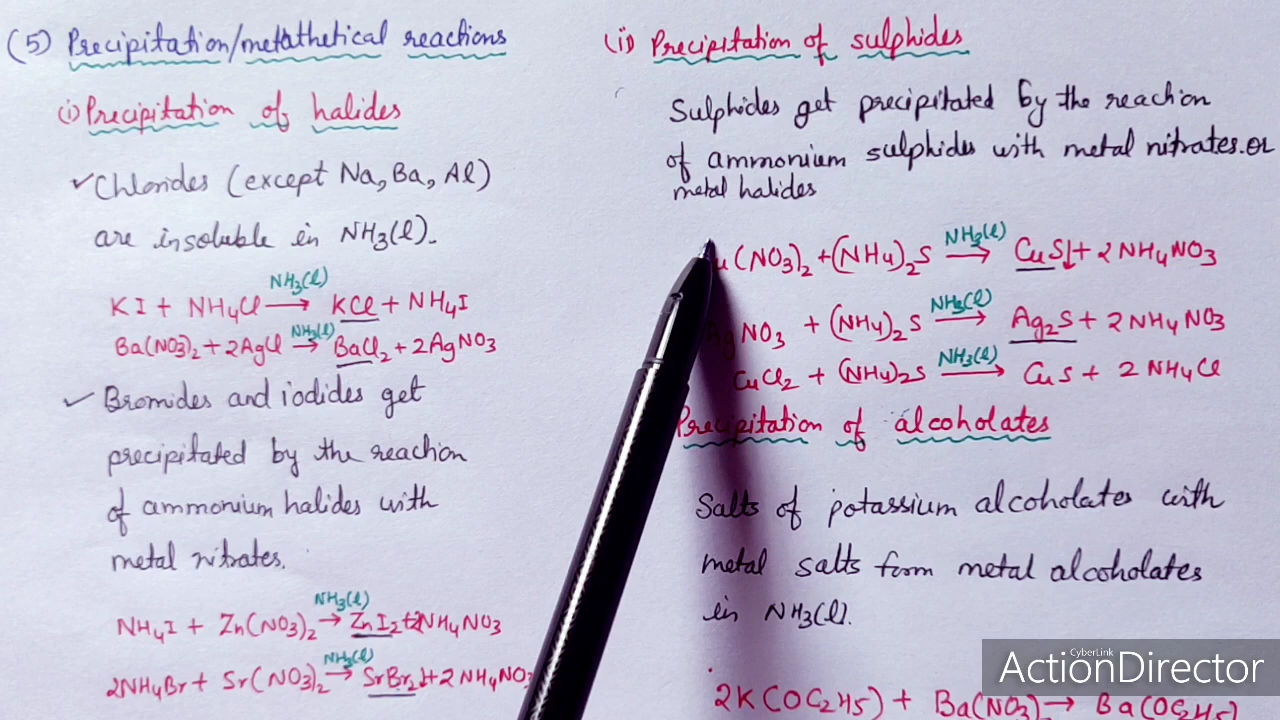 (5) Precipitation/metathetical reactions
(i) Precipitation of halides
✓Chlorides (except Na, Ba, Al)
are insoluble in NH3(l).
NH3(l)
KI + NH4Cl ⟶ KCl + NH4I
NH3(l)
Ba(NO3)2 + 2AgCl → BaCl2 + 2AgNO3
✓ Bromides and iodides get
precipitated by the reaction
of ammonium halides with
metal nitrates.
NH3(l)
NH4I + Zn(NO3)2 → ZnI2 + 2NH4NO3
NH3(l)
2NH4Br + Sr(NO3)2 → SrBr2↓ + 2NH4NO3
(ii) Precipitation of sulphides
Sulphides get precipitated by the reaction
of ammonium sulphides with metal nitrates.or
metal halides
NH3(l)
(NO3)2 + (NH4)2S ⟶ CuS↓ + 2NH4NO3
NH3(l)
AgNO3 + (NH4)2S ⟶ Ag2S + 2NH4NO3
NH3(l)
CuCl2 + (NH4)2S ⟶ CuS + 2NH4Cl
Precipitation of alcoholates
Salts of potassium alcoholates with
metal salts form metal alcoholates
in NH3(l).
2K(OC2H5) + Ba(NO3) → Ba(OC2H5)
CyberLink
ActionDirector